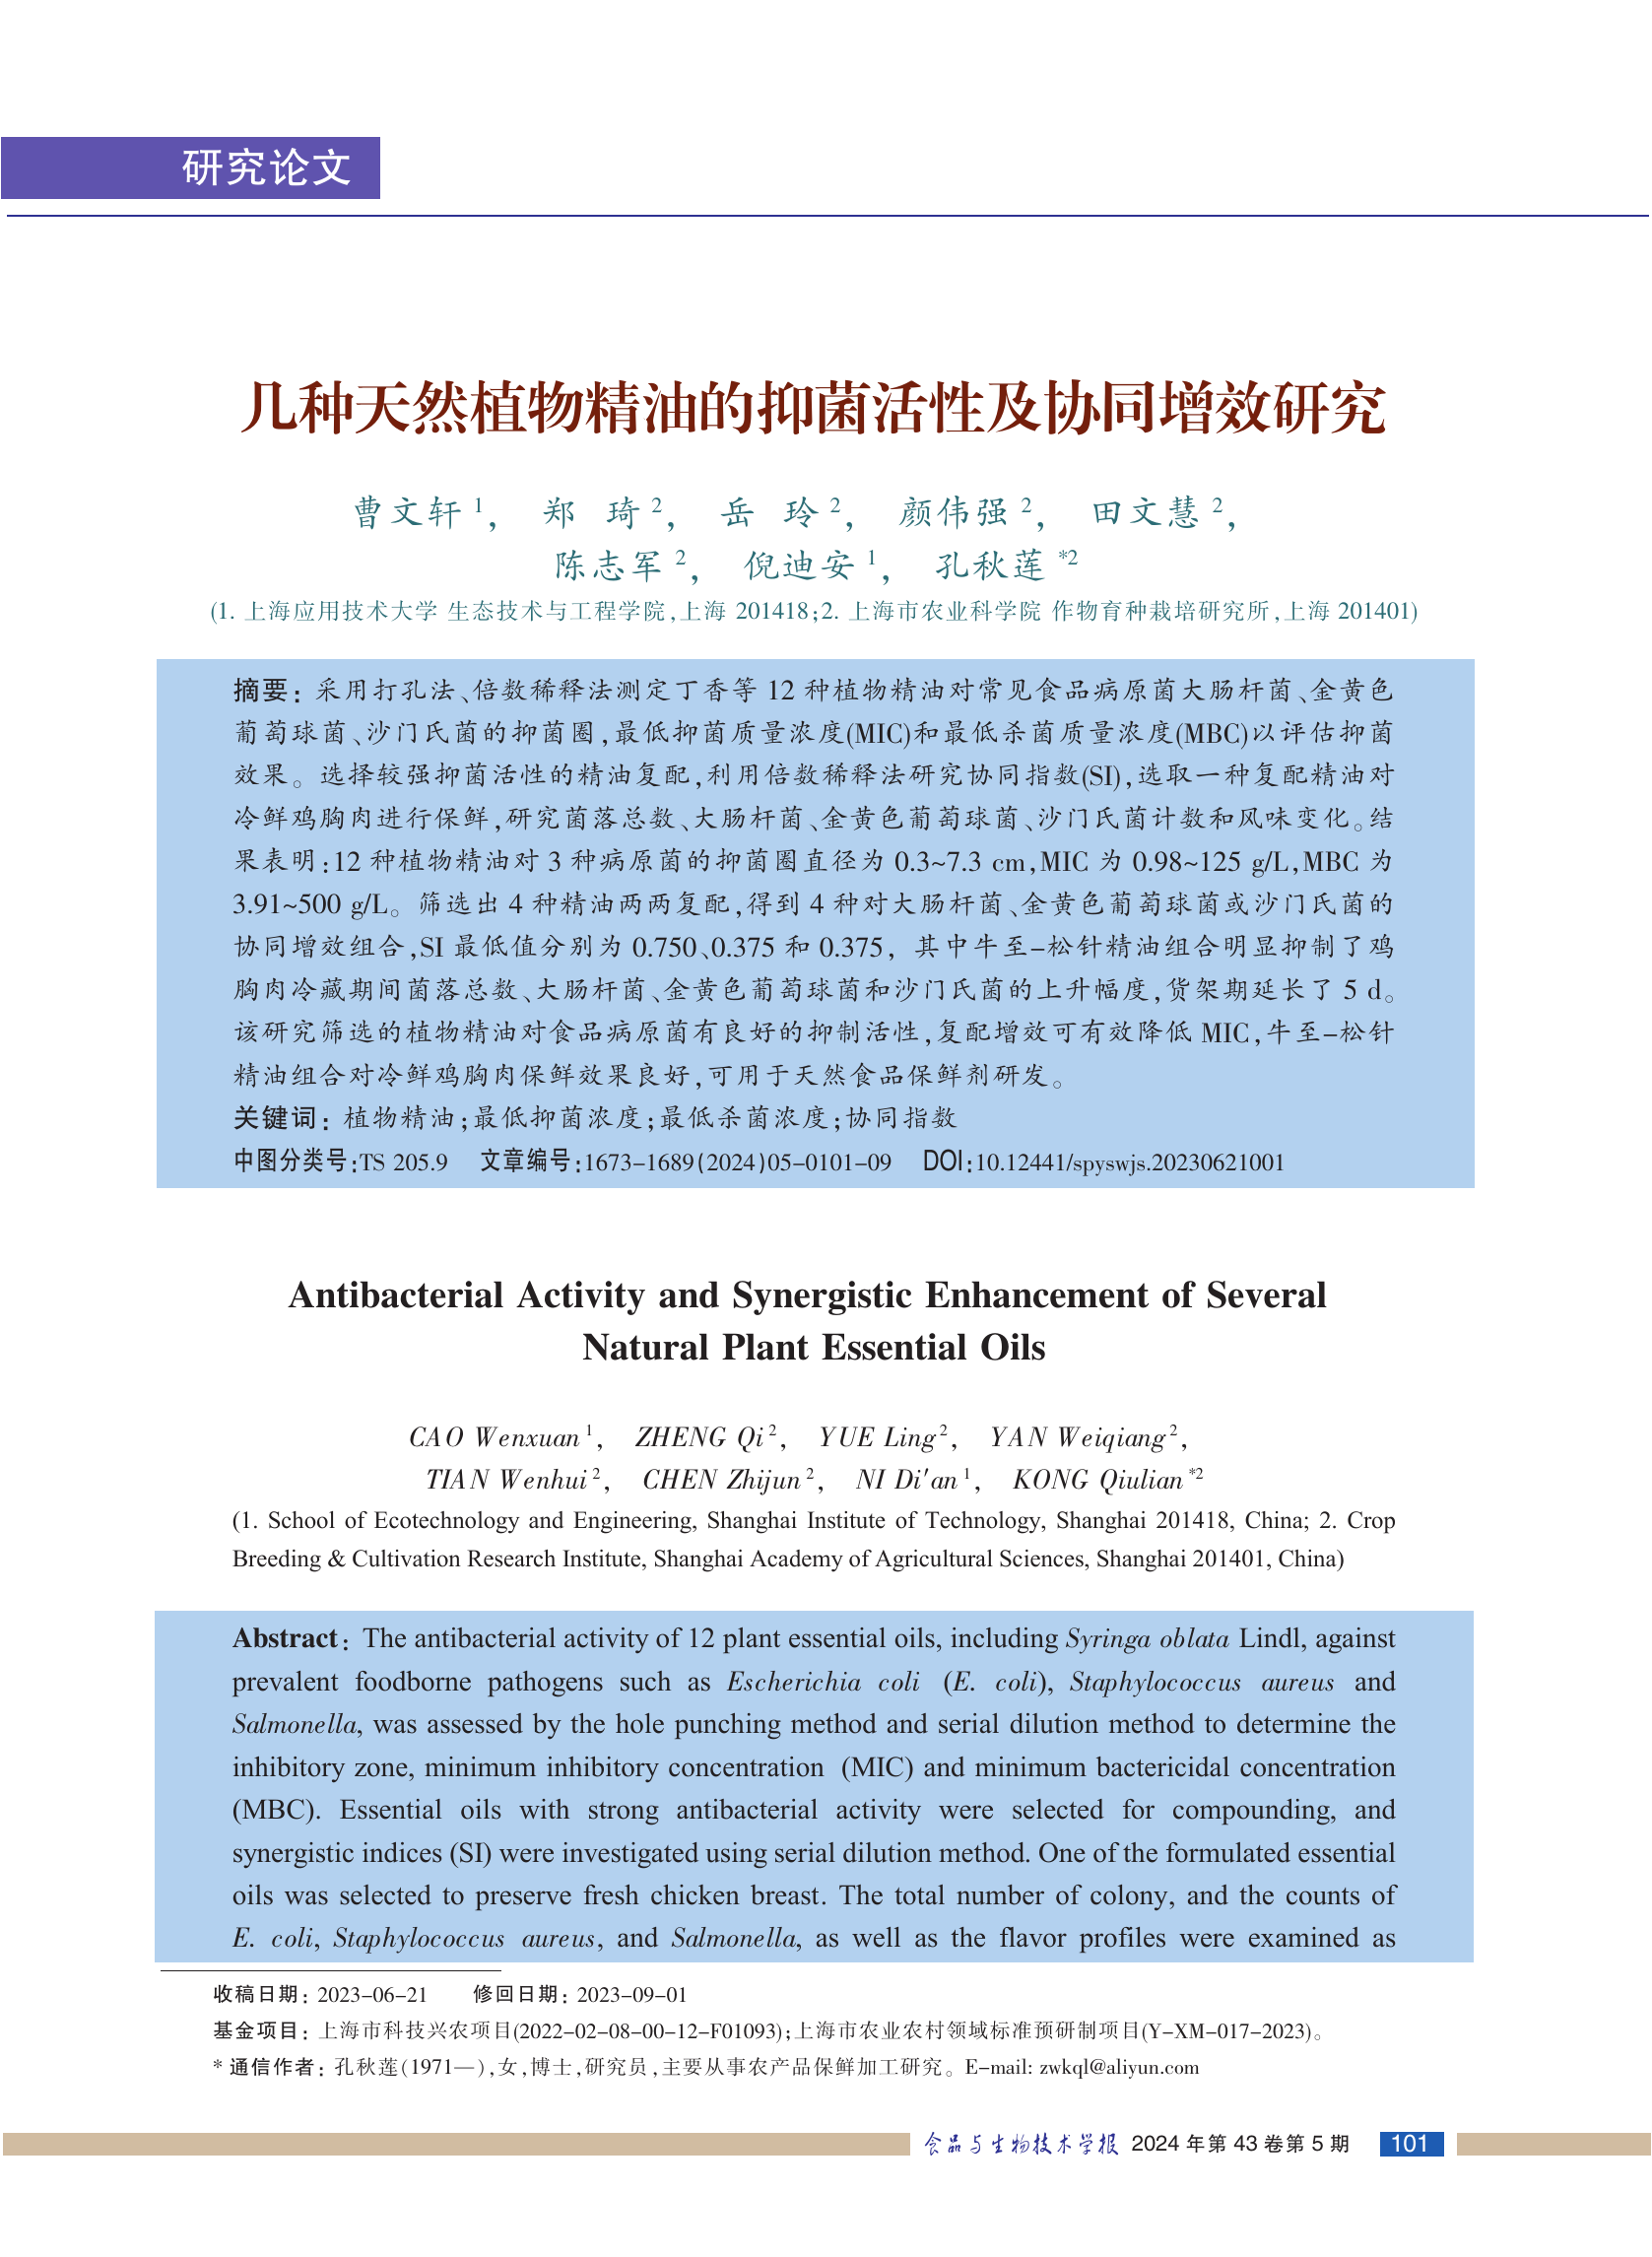 研究论文
几种天然植物精油的抑菌活性及协同增效研究
曹文轩1， 郑 琦2， 岳 玲2， 颜伟强2， 田文慧2，
陈志军2， 倪迪安1， 孔秋莲*2
(1. 上海应用技术大学 生态技术与工程学院,上海 201418;2. 上海市农业科学院 作物育种栽培研究所,上海 201401)
摘要：采用打孔法、倍数稀释法测定丁香等 12 种植物精油对常见食品病原菌大肠杆菌、金黄色
葡萄球菌、沙门氏菌的抑菌圈,最低抑菌质量浓度(MIC)和最低杀菌质量浓度(MBC)以评估抑菌
效果。选择较强抑菌活性的精油复配,利用倍数稀释法研究协同指数(SI),选取一种复配精油对
冷鲜鸡胸肉进行保鲜,研究菌落总数、大肠杆菌、金黄色葡萄球菌、沙门氏菌计数和风味变化。结
果表明:12 种植物精油对 3 种病原菌的抑菌圈直径为 0.3~7.3 cm,MIC 为 0.98~125 g/L,MBC 为
3.91~500 g/L。筛选出 4 种精油两两复配,得到 4 种对大肠杆菌、金黄色葡萄球菌或沙门氏菌的
协同增效组合,SI 最低值分别为 0.750、0.375 和 0.375，其中牛至–松针精油组合明显抑制了鸡
胸肉冷藏期间菌落总数、大肠杆菌、金黄色葡萄球菌和沙门氏菌的上升幅度,货架期延长了 5 d。
该研究筛选的植物精油对食品病原菌有良好的抑制活性,复配增效可有效降低 MIC,牛至–松针
精油组合对冷鲜鸡胸肉保鲜效果良好,可用于天然食品保鲜剂研发。
关键词：植物精油;最低抑菌浓度;最低杀菌浓度;协同指数
中图分类号:TS 205.9 文章编号:1673–1689(2024)05–0101–09 DOI:10.12441/spyswjs.20230621001
Antibacterial Activity and Synergistic Enhancement of Several
Natural Plant Essential Oils
CAO Wenxuan1, ZHENG Qi2, YUE Ling2, YAN Weiqiang2,
TIAN Wenhui2, CHEN Zhijun2, NI Di'an1, KONG Qiulian*2
(1. School of Ecotechnology and Engineering, Shanghai Institute of Technology, Shanghai 201418, China; 2. Crop
Breeding & Cultivation Research Institute, Shanghai Academy of Agricultural Sciences, Shanghai 201401, China)
Abstract: The antibacterial activity of 12 plant essential oils, including Syringa oblata Lindl, against
prevalent foodborne pathogens such as Escherichia coli (E. coli), Staphylococcus aureus and
Salmonella, was assessed by the hole punching method and serial dilution method to determine the
inhibitory zone, minimum inhibitory concentration (MIC) and minimum bactericidal concentration
(MBC). Essential oils with strong antibacterial activity were selected for compounding, and
synergistic indices (SI) were investigated using serial dilution method. One of the formulated essential
oils was selected to preserve fresh chicken breast. The total number of colony, and the counts of
E. coli, Staphylococcus aureus, and Salmonella, as well as the flavor profiles were examined as
收稿日期：2023–06–21 修回日期：2023–09–01
基金项目：上海市科技兴农项目(2022–02–08–00–12–F01093);上海市农业农村领域标准预研制项目(Y–XM–017–2023)。
* 通信作者：孔秋莲(1971—),女,博士,研究员,主要从事农产品保鲜加工研究。E–mail: zwkql@aliyun.com
食品与生物技术学报 2024 年第 43 卷第 5 期 101